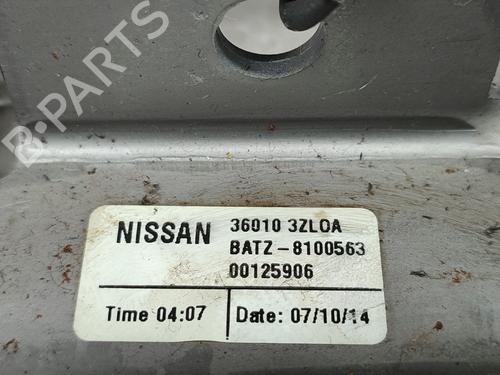 B-PARTS
NISSAN
36010 3ZL0A
BATZ-8100563
00125906
Time 04:07
Date: 07/10/14